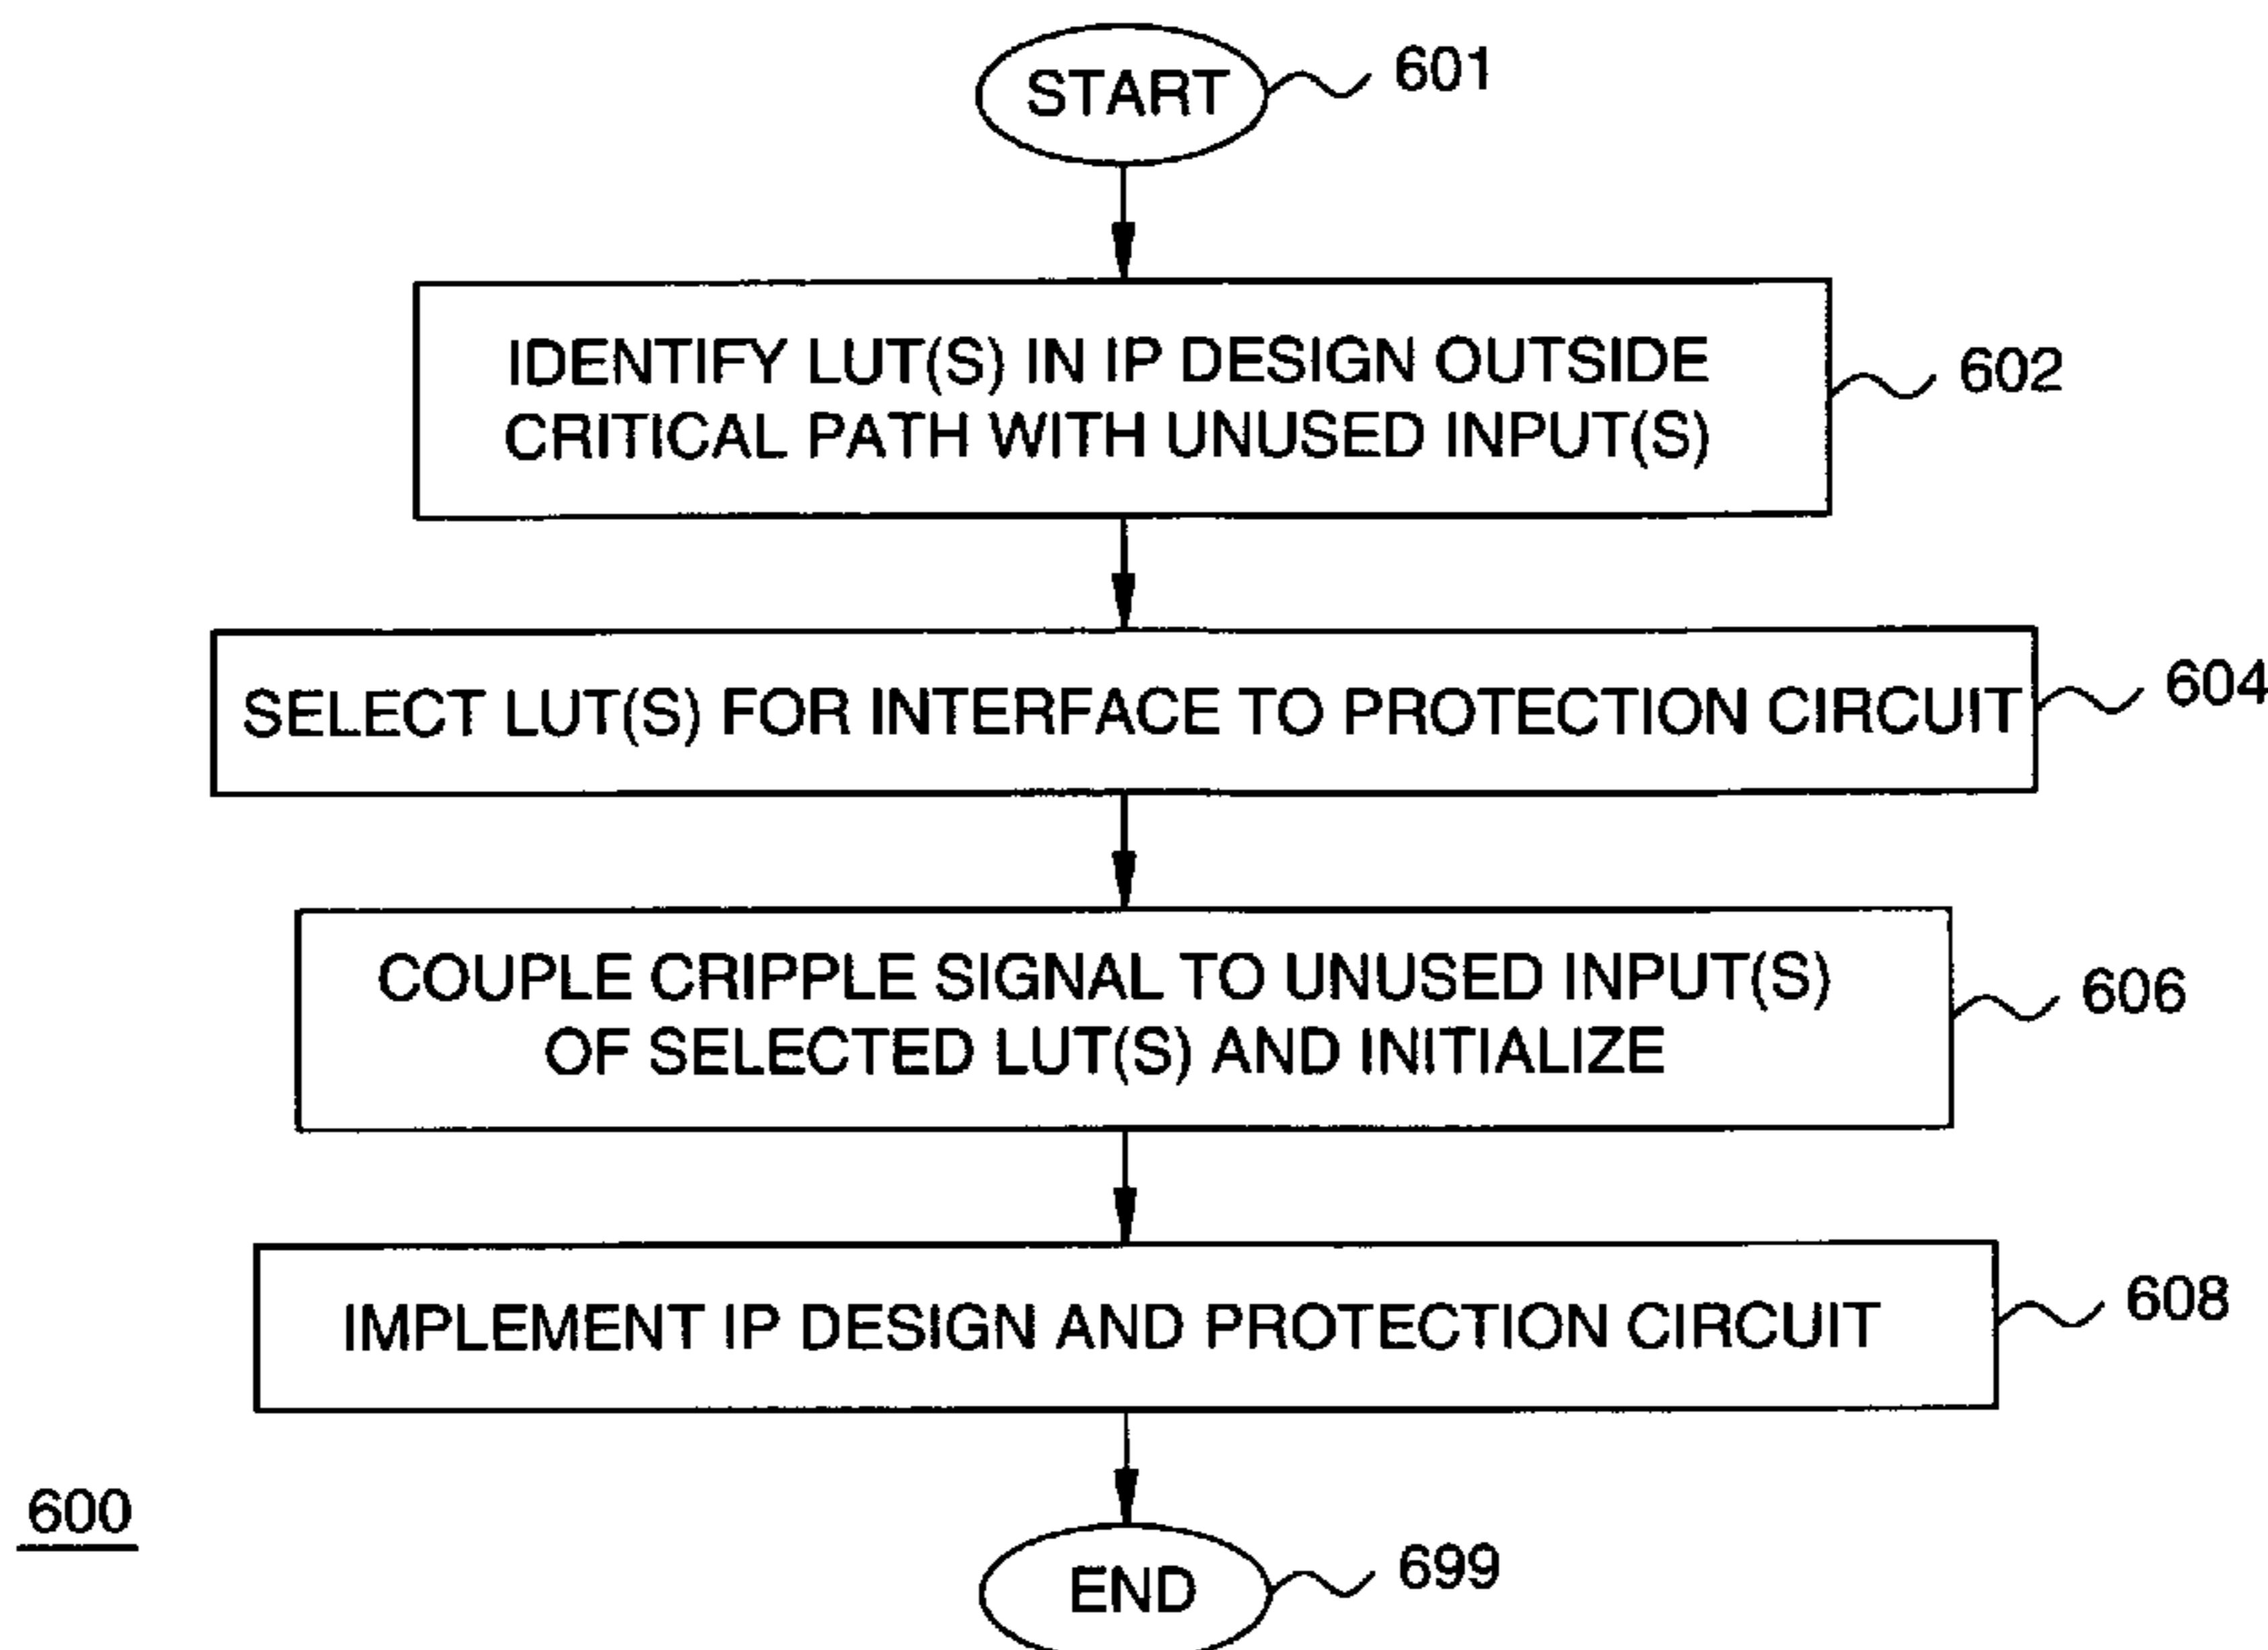 START
601
IDENTIFY LUT(S) IN IP DESIGN OUTSIDE
CRITICAL PATH WITH UNUSED INPUT(S)
602
SELECT LUT(S) FOR INTERFACE TO PROTECTION CIRCUIT
604
COUPLE CRIPPLE SIGNAL TO UNUSED INPUT(S)
OF SELECTED LUT(S) AND INITIALIZE
606
IMPLEMENT IP DESIGN AND PROTECTION CIRCUIT
608
600
END
699